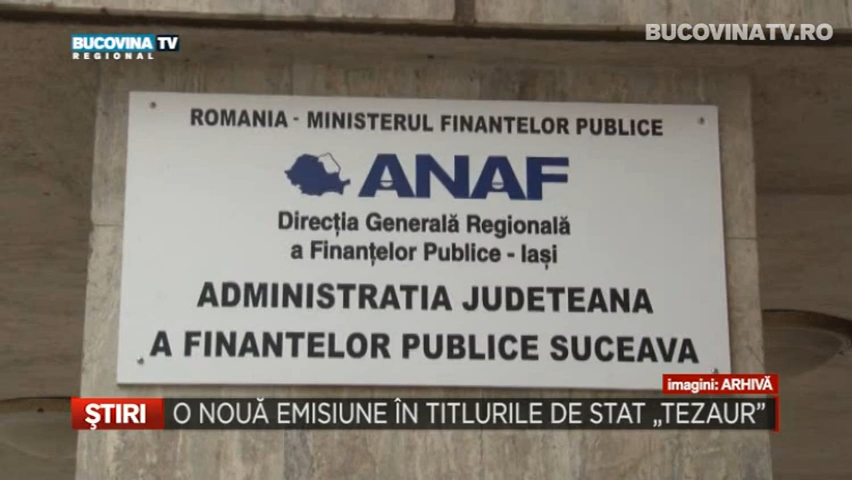 BUCOVINA TV
REGIONAL
BUCOVINATV.RO
ROMANIA - MINISTERUL FINANTELOR PUBLICE
ANAF
Direcția Generală Regională
a Finanțelor Publice - Iași
ADMINISTRATIA JUDETEANA
A FINANTELOR PUBLICE SUCEAVA
imagini: ARHIVĂ
ŞTIRI O NOUĂ EMISIUNE ÎN TITLURILE DE STAT „TEZAUR”